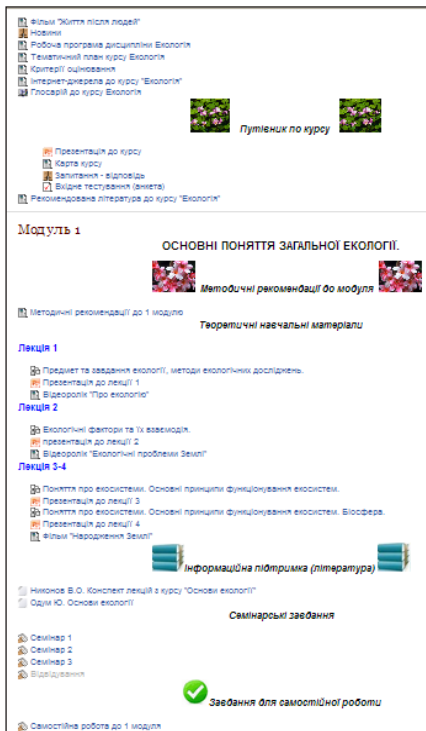 Фільм "Життя після людей"
Новини
Робоча програма дисципліни Екологія
Тематичний план курсу Екологія
Критерії оцінювання
Інтернет-джерела до курсу "Екологія"
Глосарій до курсу Екологія
Путівник по курсу
Презентація до курсу
Карта курсу
Запитання - відповідь
Вхідне тестування (анкета)
Рекомендована література до курсу "Екологія"
Модуль 1
ОСНОВНІ ПОНЯТТЯ ЗАГАЛЬНОЇ ЕКОЛОГІЇ.
Методичні рекомендації до модуля
Методичні рекомендації до 1 модулю
Теоретичні навчальні матеріали
Лекція 1
Предмет та завдання екології, методи екологічних досліджень.
Презентація до лекції 1
Відеоролік "Про екологію"
Лекція 2
Екологічні фактори та їх взаємодія.
презентація до лекції 2
Відеоролік "Екологічні проблеми Землі"
Лекція 3-4
Поняття про екосистеми. Основні принципи функціонування екосистем.
Презентація до лекції 3
Поняття про екосистеми. Основні принципи функціонування екосистем. Біосфера.
Презентація до лекції 4
Фільм "Народження Землі"
Інформаційна підтримка (література)
Никонов В.О. Конспект лекцій з курсу "Основи екології"
Одум Ю. Основи екології
Семінарські завдання
Семінар 1
Семінар 2
Семінар 3
Відвідування
Завдання для самостійної роботи
Самостійна робота до 1 модуля